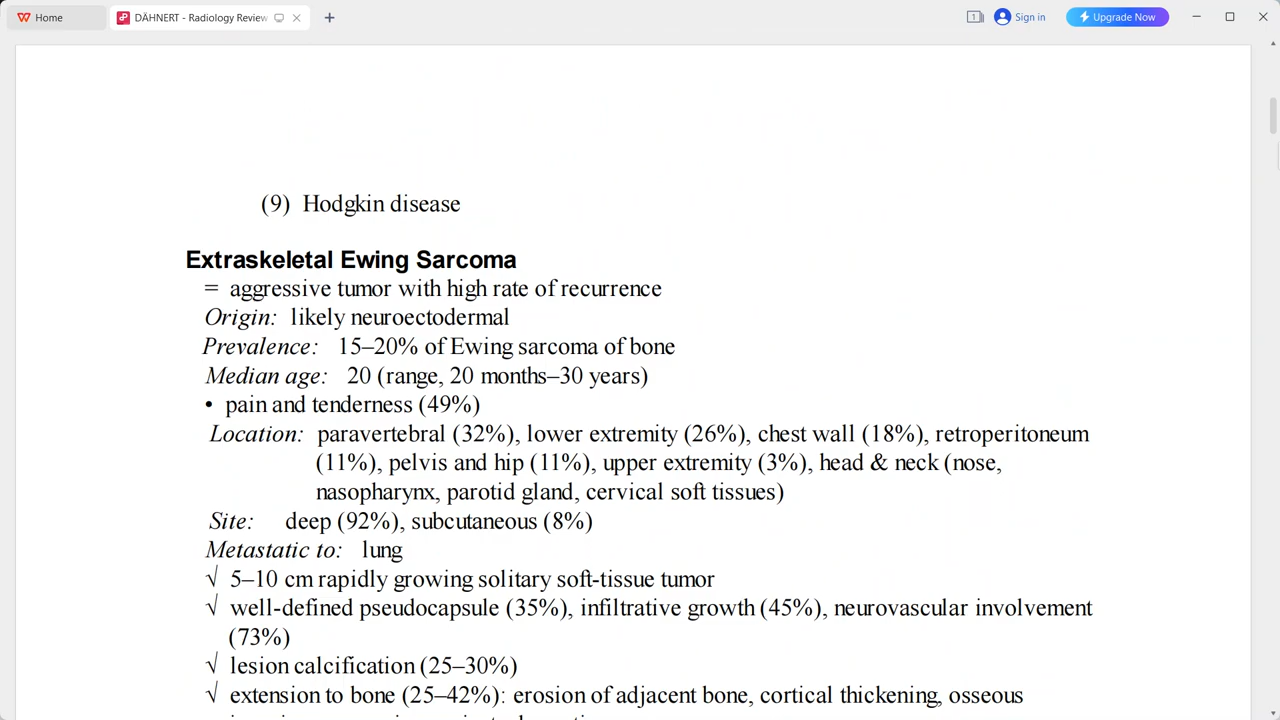 Home
DÄHNERT - Radiology Review
1
Sign in
Upgrade Now
(9) Hodgkin disease
Extraskeletal Ewing Sarcoma
= aggressive tumor with high rate of recurrence
Origin: likely neuroectodermal
Prevalence: 15–20% of Ewing sarcoma of bone
Median age: 20 (range, 20 months–30 years)
• pain and tenderness (49%)
Location: paravertebral (32%), lower extremity (26%), chest wall (18%), retroperitoneum
(11%), pelvis and hip (11%), upper extremity (3%), head & neck (nose,
nasopharynx, parotid gland, cervical soft tissues)
Site: deep (92%), subcutaneous (8%)
Metastatic to: lung
√ 5–10 cm rapidly growing solitary soft-tissue tumor
√ well-defined pseudocapsule (35%), infiltrative growth (45%), neurovascular involvement
(73%)
√ lesion calcification (25–30%)
√ extension to bone (25–42%): erosion of adjacent bone, cortical thickening, osseous